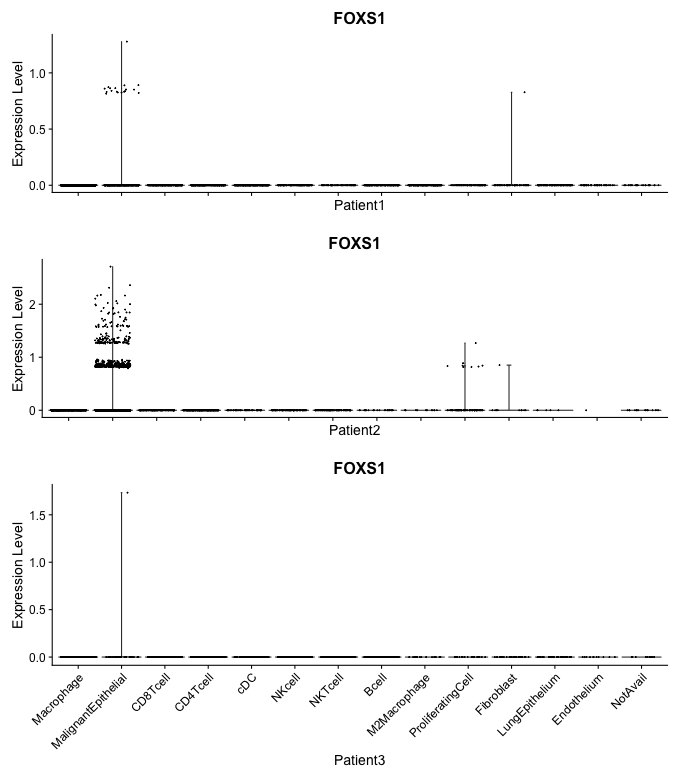 FOXS1
Expression Level
1.0
0.5
0.0
Patient1
FOXS1
Expression Level
2
1
0
Patient2
FOXS1
Expression Level
1.5
1.0
0.5
0.0
Macrophage
MalignantEpithelial
CD8Tcell
CD4Tcell
cDC
NKcell
NKTcell
Bcell
M2Macrophage
ProliferatingCell
Fibroblast
LungEpithelium
Endothelium
NotAvail
Patient3